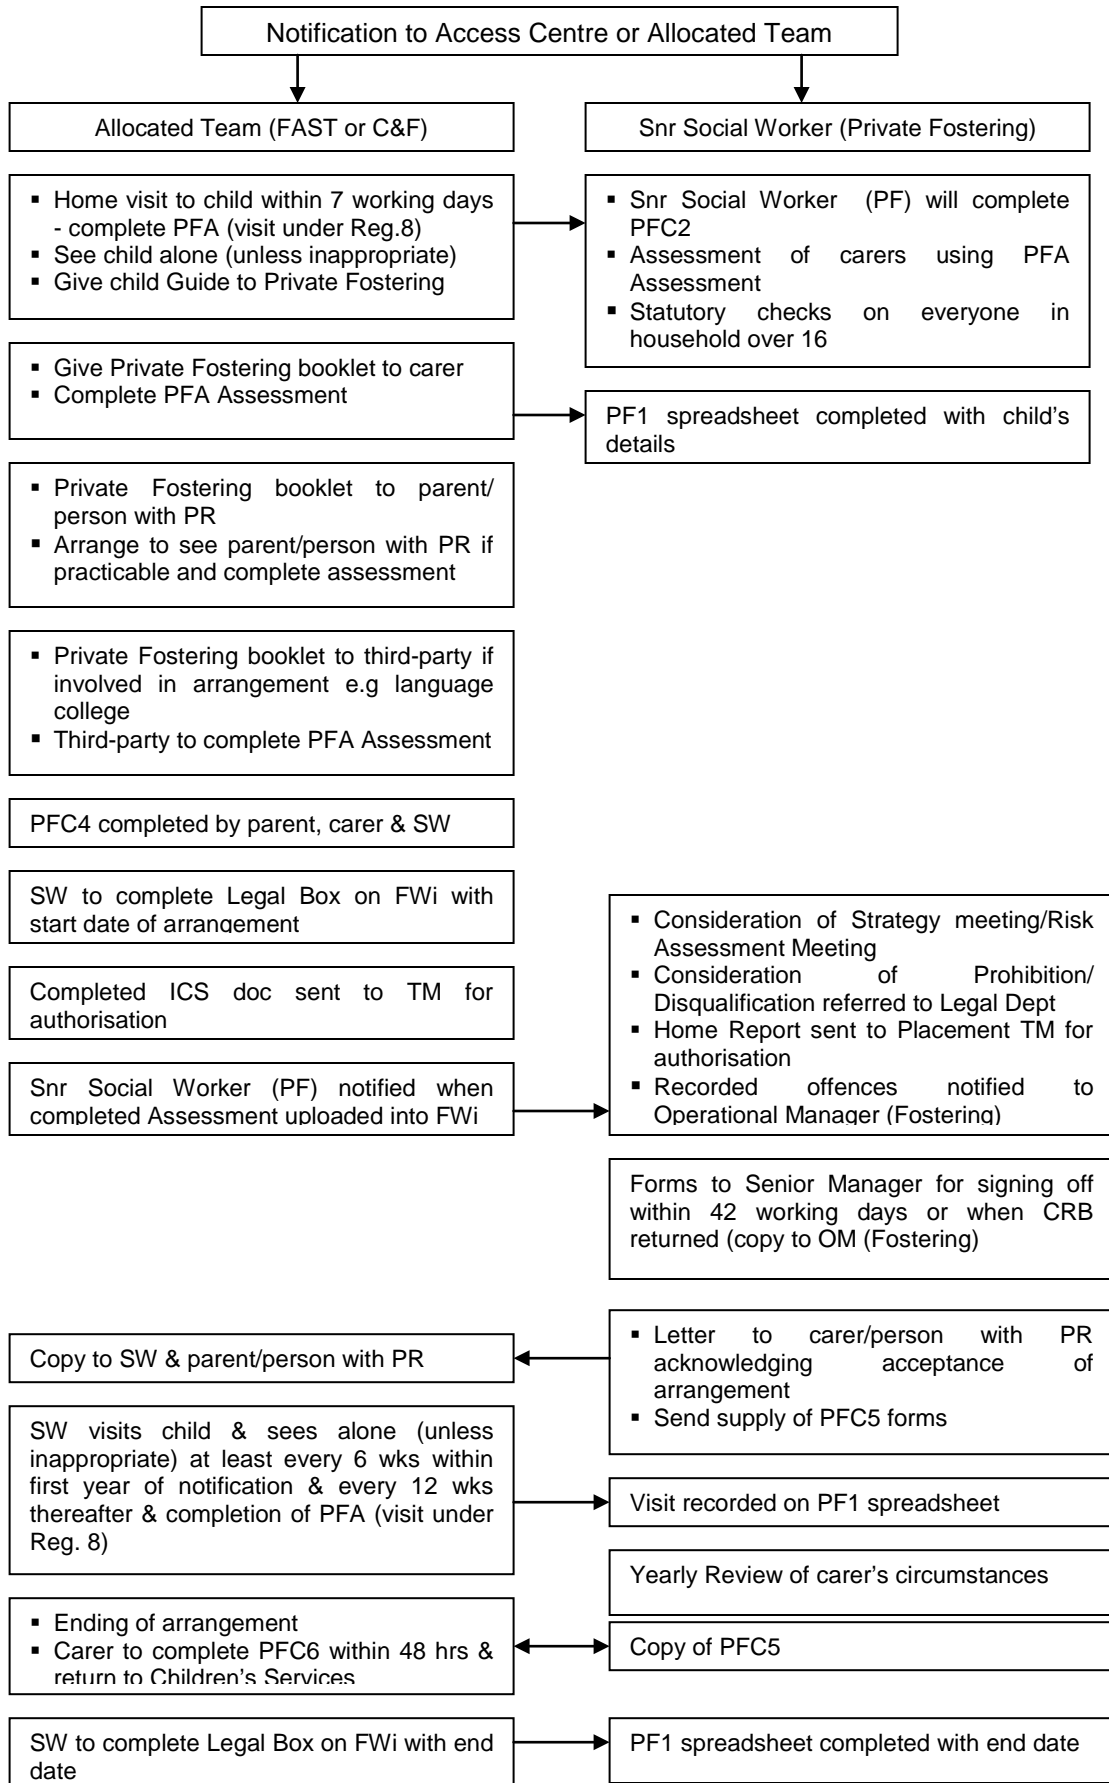 Notification to Access Centre or Allocated Team
Allocated Team (FAST or C&F)
Snr Social Worker (Private Fostering)
▪ Home visit to child within 7 working days
- complete PFA (visit under Reg.8)
▪ See child alone (unless inappropriate)
▪ Give child Guide to Private Fostering
▪ Snr Social Worker (PF) will complete
PFC2
▪ Assessment of carers using PFA
Assessment
▪ Statutory checks on everyone in
household over 16
▪ Give Private Fostering booklet to carer
▪ Complete PFA Assessment
PF1 spreadsheet completed with child's
details
▪ Private Fostering booklet to parent/
person with PR
▪ Arrange to see parent/person with PR if
practicable and complete assessment
▪ Private Fostering booklet to third-party if
involved in arrangement e.g language
college
▪ Third-party to complete PFA Assessment
PFC4 completed by parent, carer & SW
SW to complete Legal Box on FWi with
start date of arrangement
Completed ICS doc sent to TM for
authorisation
Snr Social Worker (PF) notified when
completed Assessment uploaded into FWi
▪ Consideration of Strategy meeting/Risk
Assessment Meeting
▪ Consideration of Prohibition/
Disqualification referred to Legal Dept
▪ Home Report sent to Placement TM for
authorisation
▪ Recorded offences notified to
Operational Manager (Fostering)
Forms to Senior Manager for signing off
within 42 working days or when CRB
returned (copy to OM (Fostering)
Copy to SW & parent/person with PR
▪ Letter to carer/person with PR
acknowledging acceptance of
arrangement
▪ Send supply of PFC5 forms
SW visits child & sees alone (unless
inappropriate) at least every 6 wks within
first year of notification & every 12 wks
thereafter & completion of PFA (visit under
Reg. 8)
Visit recorded on PF1 spreadsheet
Yearly Review of carer's circumstances
▪ Ending of arrangement
▪ Carer to complete PFC6 within 48 hrs &
return to Children's Services
Copy of PFC5
SW to complete Legal Box on FWi with end
date
PF1 spreadsheet completed with end date